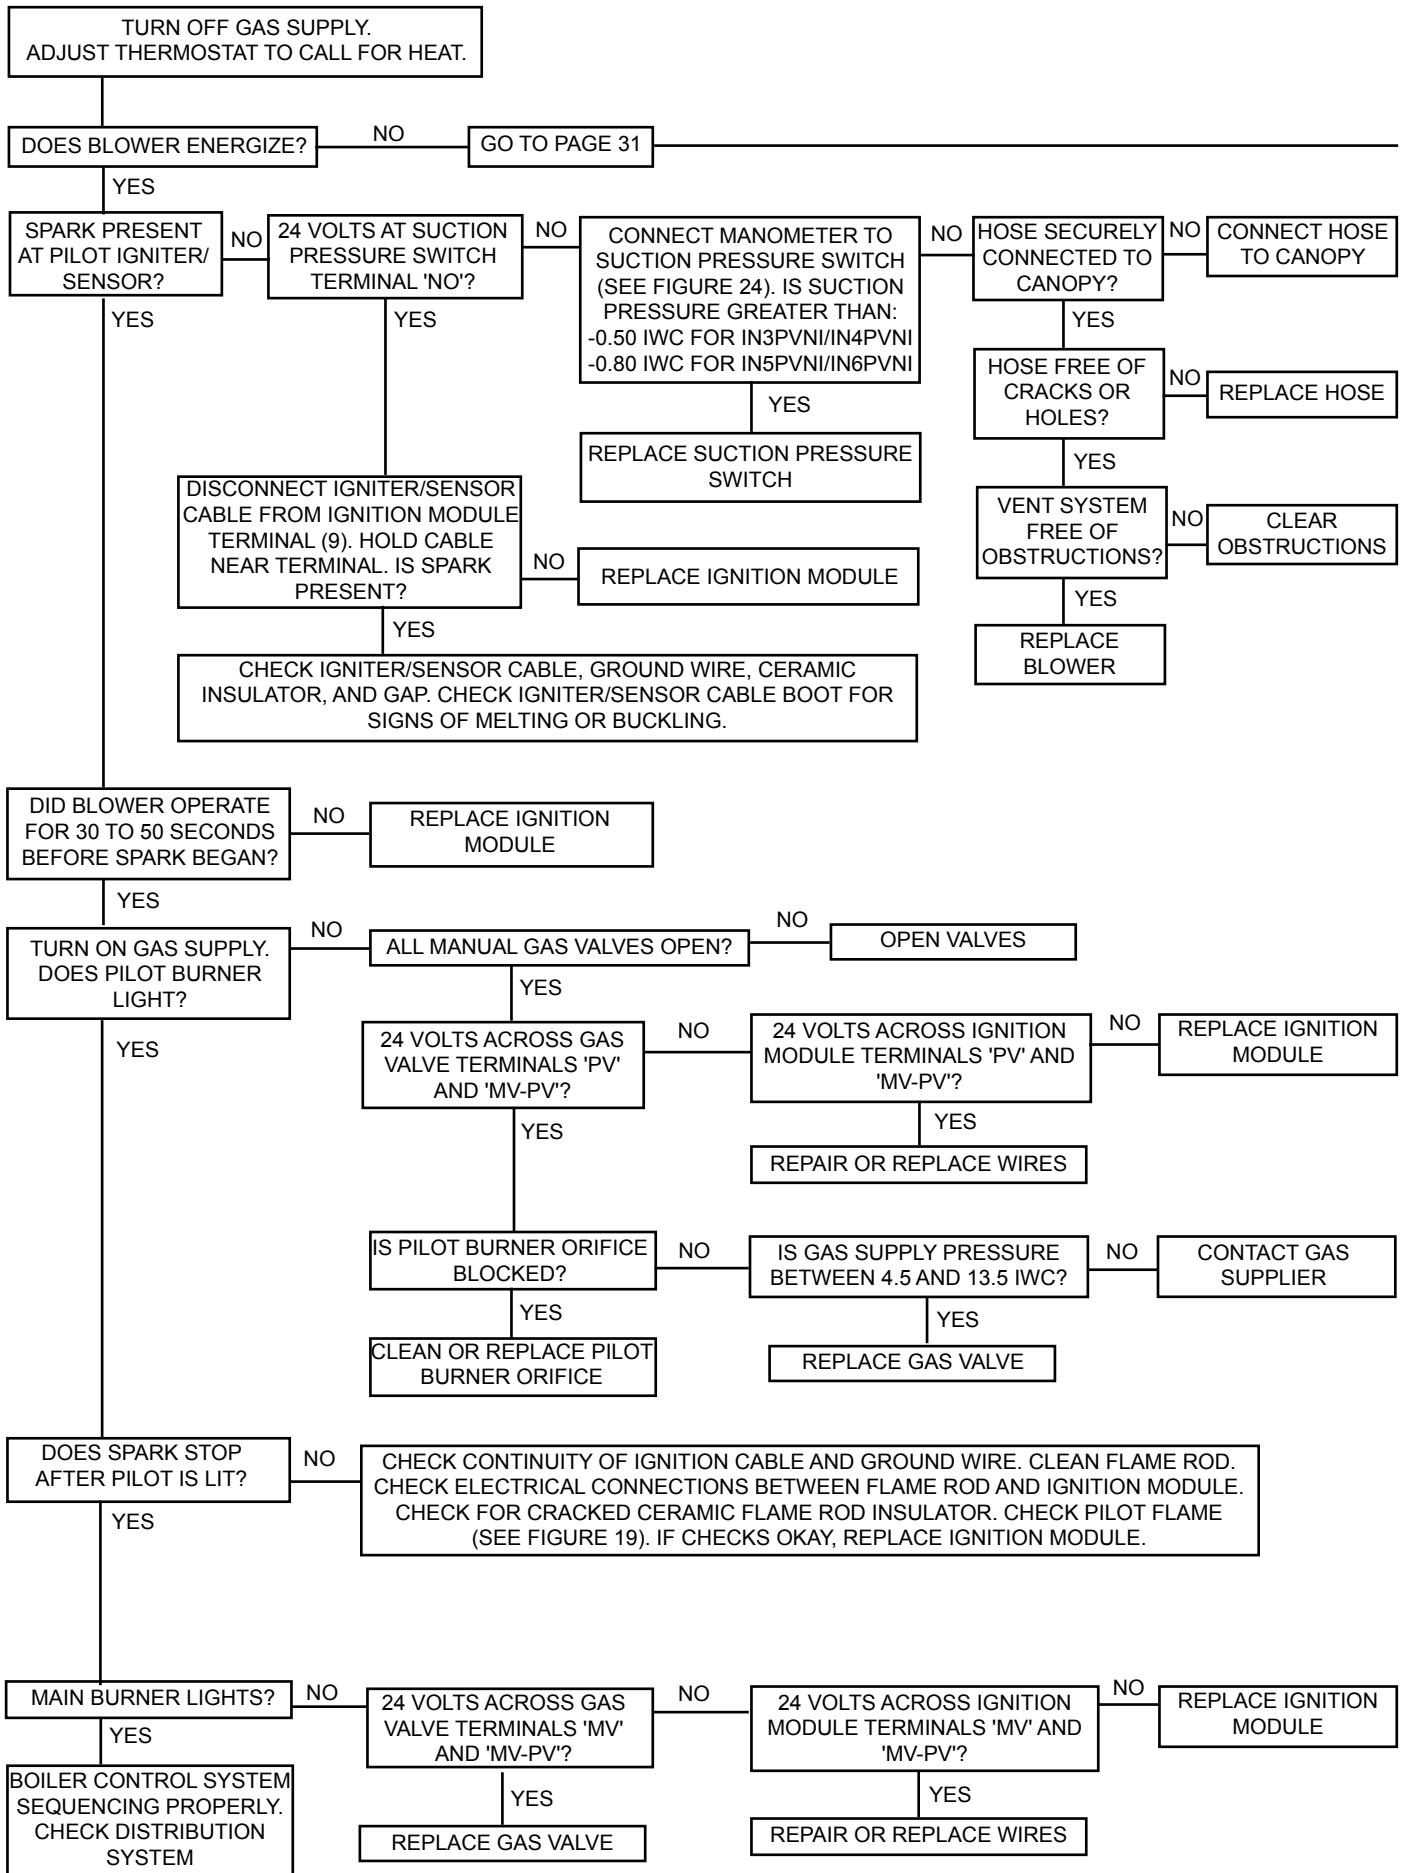 TURN OFF GAS SUPPLY.
ADJUST THERMOSTAT TO CALL FOR HEAT.
DOES BLOWER ENERGIZE?
NO
GO TO PAGE 31
YES
SPARK PRESENT
AT PILOT IGNITER/
SENSOR?
NO
24 VOLTS AT SUCTION
PRESSURE SWITCH
TERMINAL 'NO'?
NO
CONNECT MANOMETER TO
SUCTION PRESSURE SWITCH
(SEE FIGURE 24). IS SUCTION
PRESSURE GREATER THAN:
-0.50 IWC FOR IN3PVNI/IN4PVNI
-0.80 IWC FOR IN5PVNI/IN6PVNI
NO
HOSE SECURELY
CONNECTED TO
CANOPY?
NO
CONNECT HOSE
TO CANOPY
YES
YES
YES
YES
HOSE FREE OF
CRACKS OR
HOLES?
NO
REPLACE HOSE
REPLACE SUCTION PRESSURE
SWITCH
YES
DISCONNECT IGNITER/SENSOR
CABLE FROM IGNITION MODULE
TERMINAL (9). HOLD CABLE
NEAR TERMINAL. IS SPARK
PRESENT?
NO
REPLACE IGNITION MODULE
VENT SYSTEM
FREE OF
OBSTRUCTIONS?
NO
CLEAR
OBSTRUCTIONS
YES
YES
REPLACE
BLOWER
CHECK IGNITER/SENSOR CABLE, GROUND WIRE, CERAMIC
INSULATOR, AND GAP. CHECK IGNITER/SENSOR CABLE BOOT FOR
SIGNS OF MELTING OR BUCKLING.
DID BLOWER OPERATE
FOR 30 TO 50 SECONDS
BEFORE SPARK BEGAN?
NO
REPLACE IGNITION
MODULE
YES
TURN ON GAS SUPPLY.
DOES PILOT BURNER
LIGHT?
NO
ALL MANUAL GAS VALVES OPEN?
NO
OPEN VALVES
YES
YES
24 VOLTS ACROSS GAS
VALVE TERMINALS 'PV'
AND 'MV-PV'?
NO
24 VOLTS ACROSS IGNITION
MODULE TERMINALS 'PV' AND
'MV-PV'?
NO
REPLACE IGNITION
MODULE
YES
YES
REPAIR OR REPLACE WIRES
IS PILOT BURNER ORIFICE
BLOCKED?
NO
IS GAS SUPPLY PRESSURE
BETWEEN 4.5 AND 13.5 IWC?
NO
CONTACT GAS
SUPPLIER
YES
YES
CLEAN OR REPLACE PILOT
BURNER ORIFICE
REPLACE GAS VALVE
DOES SPARK STOP
AFTER PILOT IS LIT?
NO
CHECK CONTINUITY OF IGNITION CABLE AND GROUND WIRE. CLEAN FLAME ROD.
CHECK ELECTRICAL CONNECTIONS BETWEEN FLAME ROD AND IGNITION MODULE.
CHECK FOR CRACKED CERAMIC FLAME ROD INSULATOR. CHECK PILOT FLAME
(SEE FIGURE 19). IF CHECKS OKAY, REPLACE IGNITION MODULE.
YES
MAIN BURNER LIGHTS?
NO
24 VOLTS ACROSS GAS
VALVE TERMINALS 'MV'
AND 'MV-PV'?
NO
24 VOLTS ACROSS IGNITION
MODULE TERMINALS 'MV' AND
'MV-PV'?
NO
REPLACE IGNITION
MODULE
YES
YES
YES
BOILER CONTROL SYSTEM
SEQUENCING PROPERLY.
CHECK DISTRIBUTION
SYSTEM
REPLACE GAS VALVE
REPAIR OR REPLACE WIRES